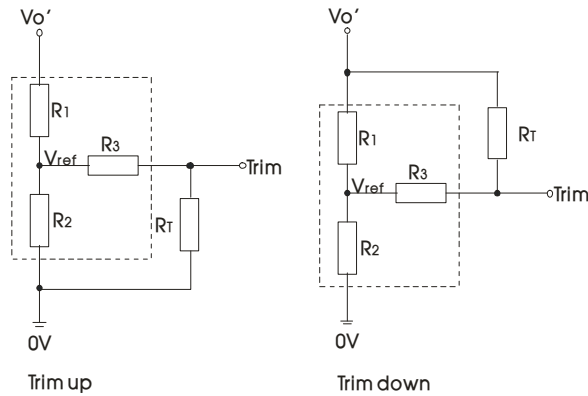 Vo'
R1
R3
Vref
Trim
R2
RT
0V
Trim up
Vo'
R1
RT
R3
Vref
Trim
R2
0V
Trim down